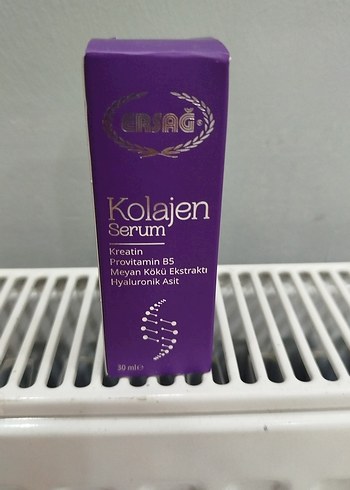 ERSAĞ®
Kolajen
Serum
Kreatin
Provitamin B5
Meyan Kökü Ekstraktı
Hyaluronik Asit
30 ml℮